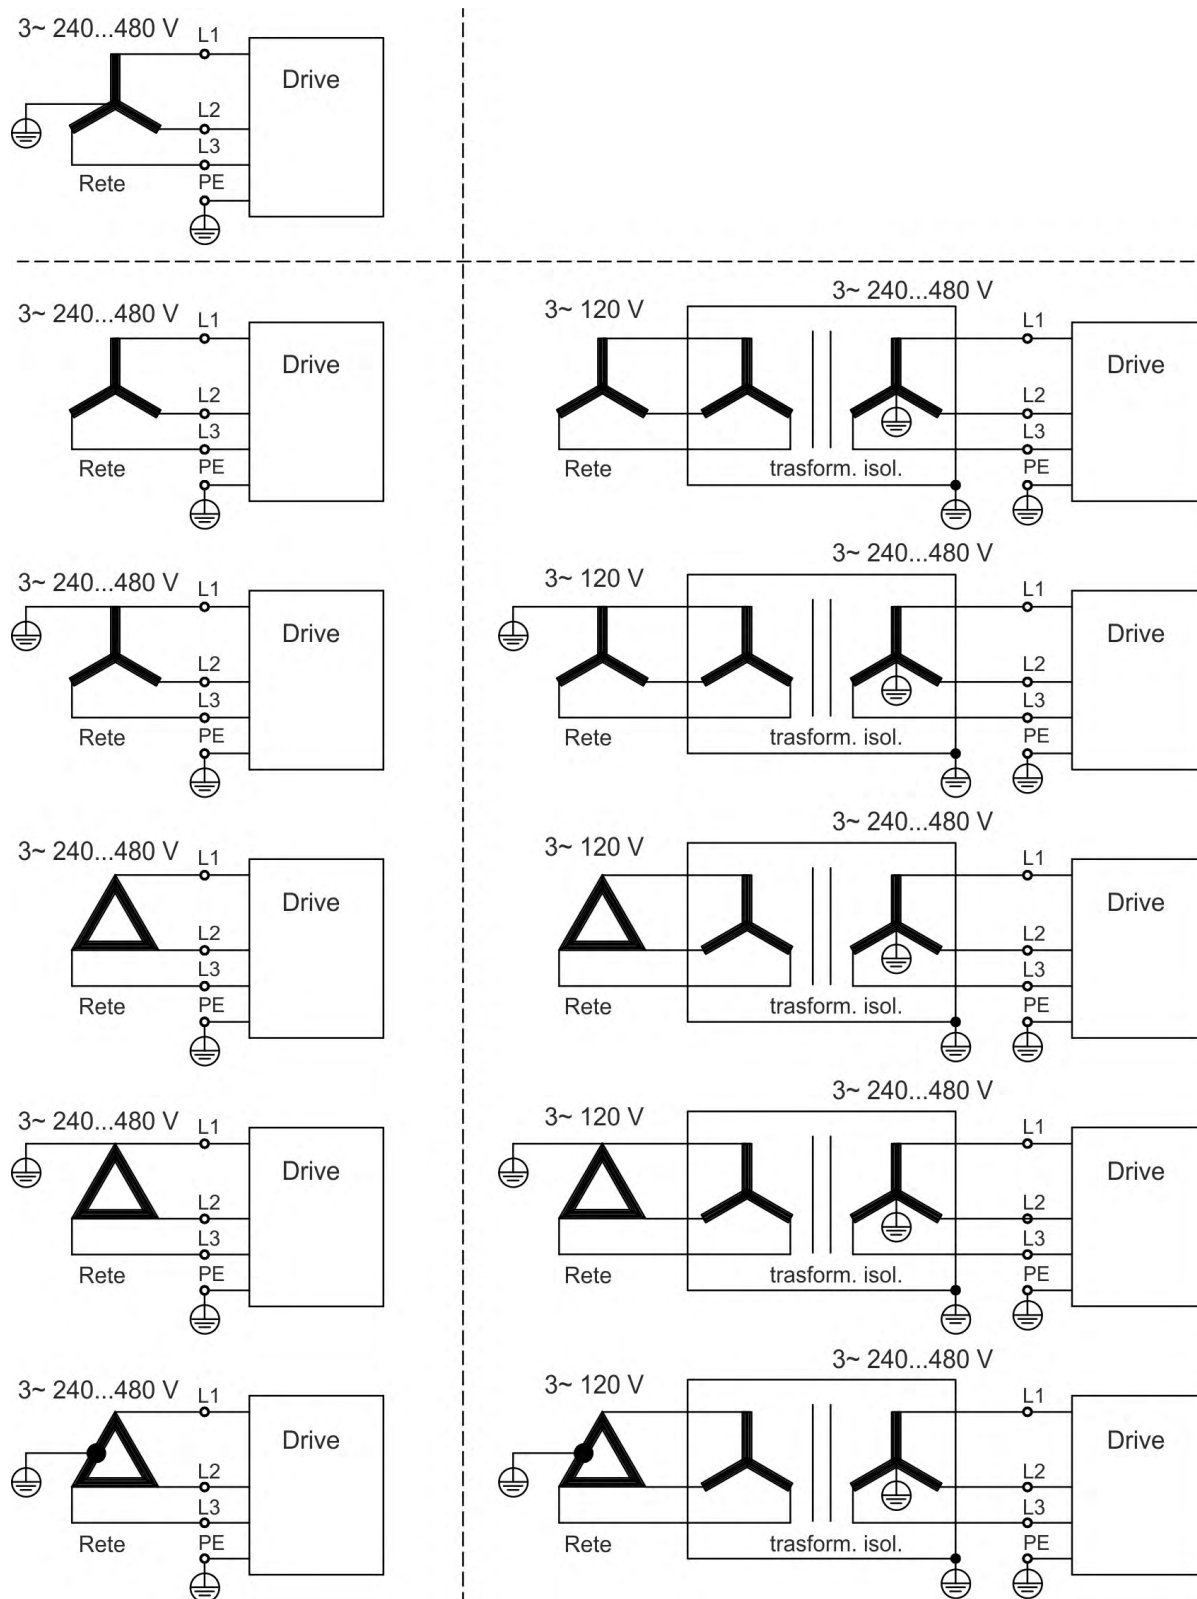 3~ 240...480 V
L1
Drive
L2
L3
Rete
PE
3~ 240...480 V
L1
Drive
L2
L3
Rete
PE
3~ 120 V
3~ 240...480 V
L1
Drive
L2
L3
Rete
trasform. isol.
PE
3~ 240...480 V
L1
Drive
L2
L3
Rete
PE
3~ 120 V
3~ 240...480 V
L1
Drive
L2
L3
Rete
trasform. isol.
PE
3~ 240...480 V
L1
Drive
L2
L3
Rete
PE
3~ 120 V
3~ 240...480 V
L1
Drive
L2
L3
Rete
trasform. isol.
PE
3~ 240...480 V
L1
Drive
L2
L3
Rete
PE
3~ 120 V
3~ 240...480 V
L1
Drive
L2
L3
Rete
trasform. isol.
PE
3~ 240...480 V
L1
Drive
L2
L3
Rete
PE
3~ 120 V
3~ 240...480 V
L1
Drive
L2
L3
Rete
trasform. isol.
PE